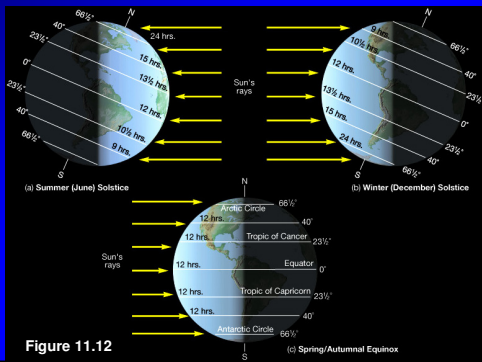 N
66½°
40°
23½°
0°
23½°
40°
66½°
S
24 hrs.
15 hrs.
13½ hrs.
12 hrs.
10½ hrs.
9 hrs.
(a) Summer (June) Solstice
Sun's
rays
N
9 hrs.
10½ hrs.
12 hrs.
13½ hrs.
15 hrs.
24 hrs.
66½°
40°
23½°
0°
23½°
40°
66½°
S
(b) Winter (December) Solstice
Sun's
rays
N
Arctic Circle 66½°
12 hrs. 40°
12 hrs. Tropic of Cancer 23½°
12 hrs. Equator 0°
12 hrs. Tropic of Capricorn 23½°
12 hrs. 40°
Antarctic Circle 66½°
S
(c) Spring/Autumnal Equinox
Figure 11.12